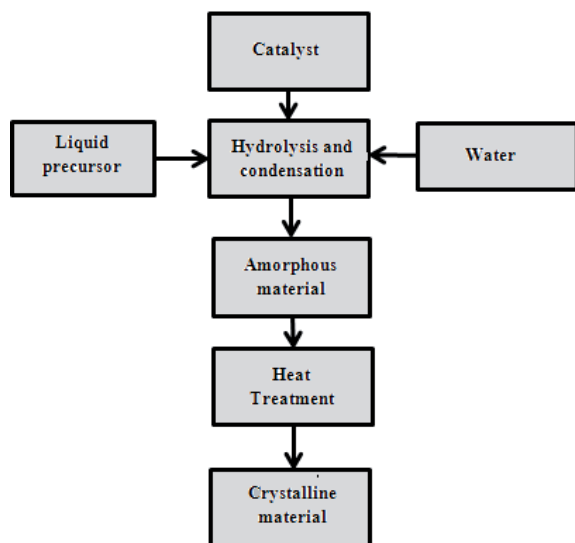 Catalyst
Liquid
precursor
Hydrolysis and
condensation
Water
Amorphous
material
Heat
Treatment
Crystalline
material